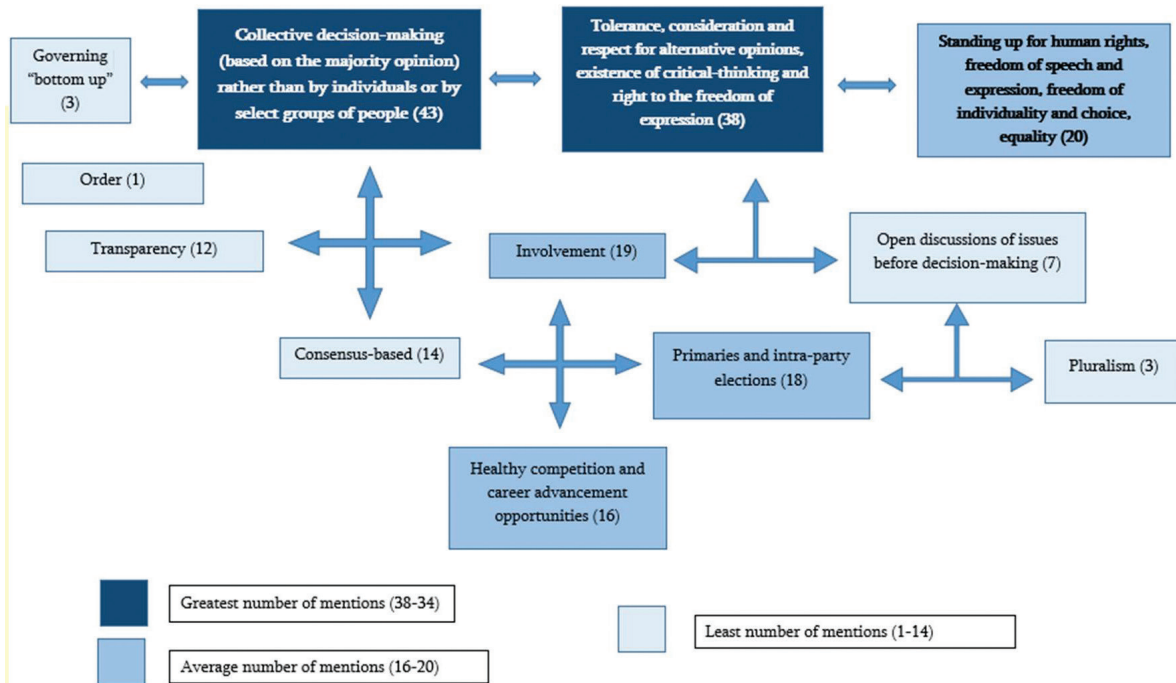 Governing
"bottom up"
(3)
Collective decision-making
(based on the majority opinion)
rather than by individuals or by
select groups of people (43)
Tolerance, consideration and
respect for alternative opinions,
existence of critical-thinking and
right to the freedom of
expression (38)
Standing up for human rights,
freedom of speech and
expression, freedom of
individuality and choice,
equality (20)
Order (1)
Transparency (12)
Involvement (19)
Open discussions of issues
before decision-making (7)
Consensus-based (14)
Primaries and intra-party
elections (18)
Pluralism (3)
Healthy competition and
career advancement
opportunities (16)
Greatest number of mentions (38-34)
Least number of mentions (1-14)
Average number of mentions (16-20)